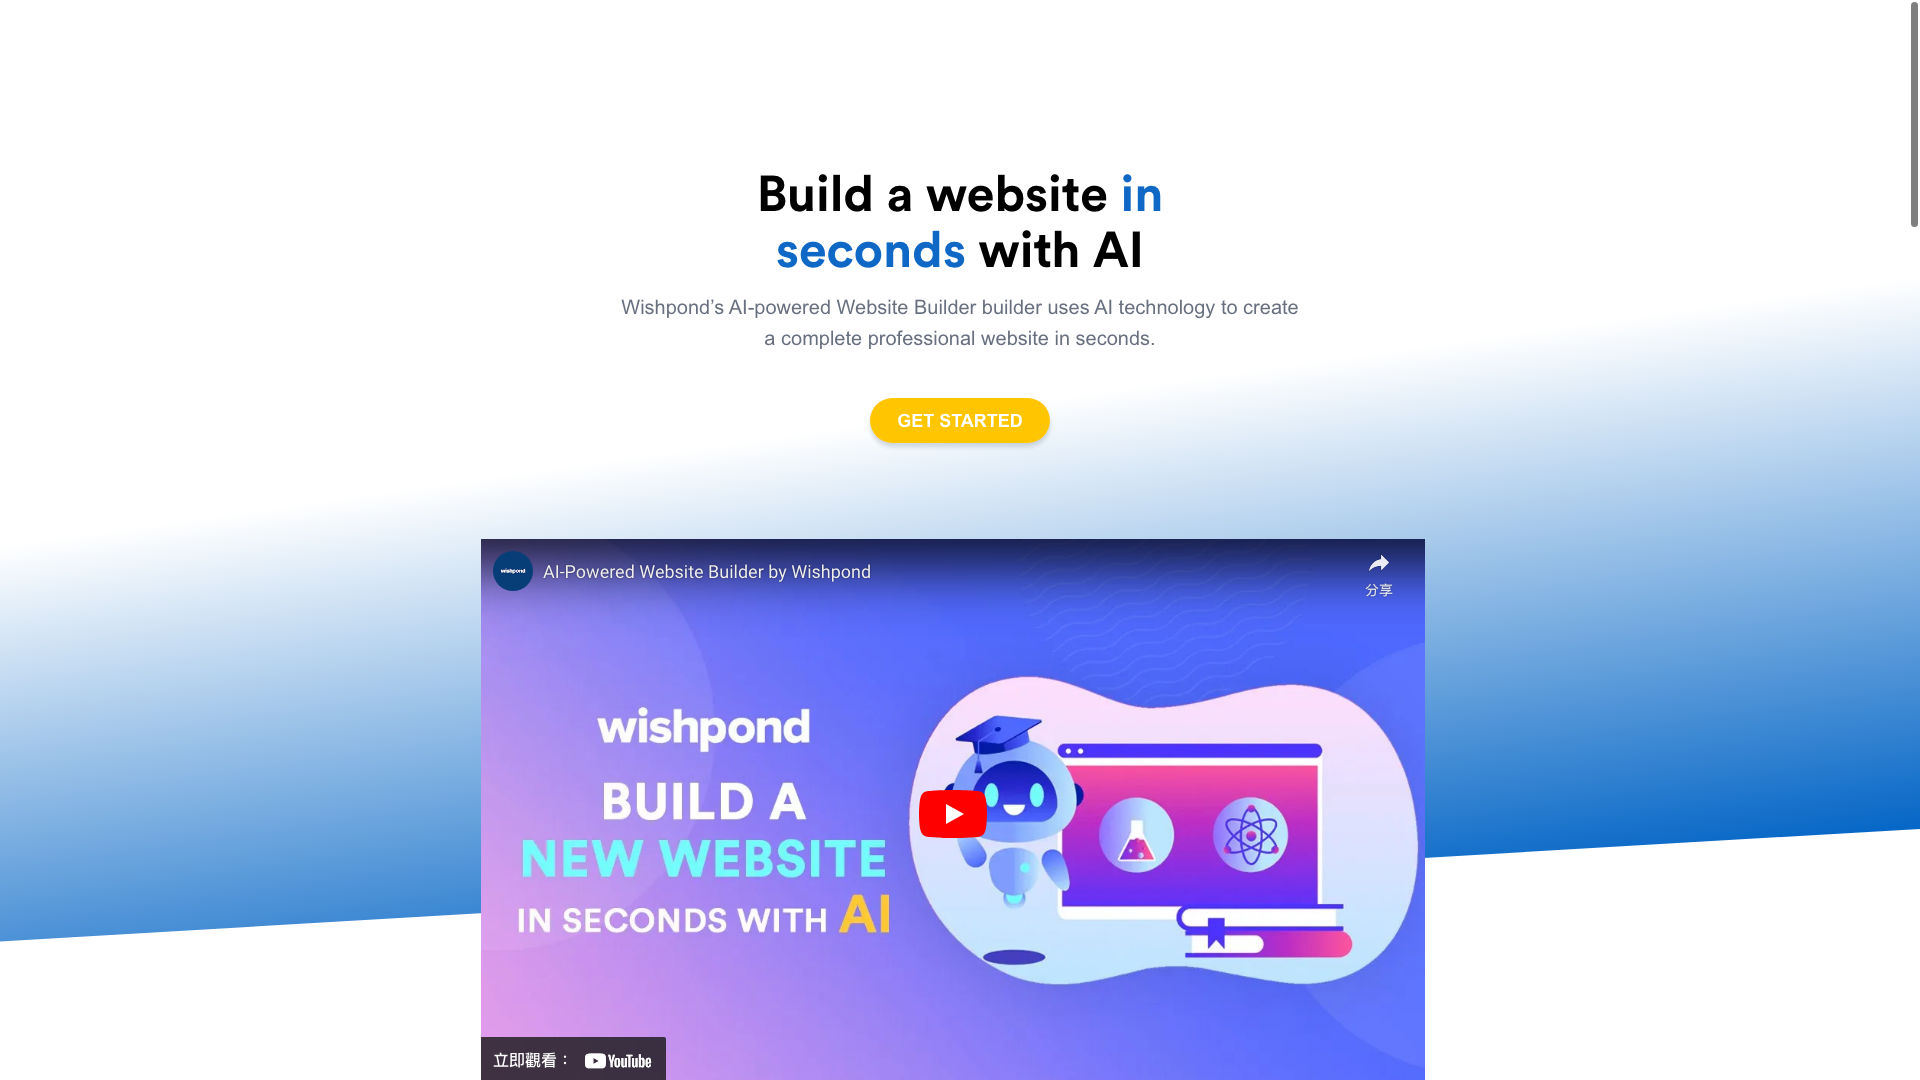 Build a website in
seconds with AI
Wishpond’s AI-powered Website Builder builder uses AI technology to create
a complete professional website in seconds.
GET STARTED
wishpond
AI-Powered Website Builder by Wishpond
分享
wishpond
BUILD A
NEW WEBSITE
IN SECONDS WITH AI
立即觀看：
YouTube